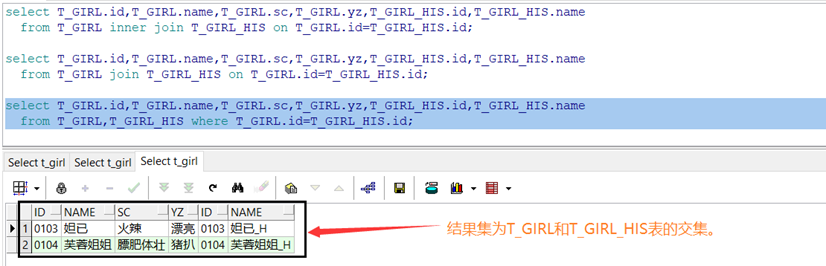 select T_GIRL.id,T_GIRL.name,T_GIRL.sc,T_GIRL.yz,T_GIRL_HIS.id,T_GIRL_HIS.name
from T_GIRL inner join T_GIRL_HIS on T_GIRL.id=T_GIRL_HIS.id;
select T_GIRL.id,T_GIRL.name,T_GIRL.sc,T_GIRL.yz,T_GIRL_HIS.id,T_GIRL_HIS.name
from T_GIRL join T_GIRL_HIS on T_GIRL.id=T_GIRL_HIS.id;
select T_GIRL.id,T_GIRL.name,T_GIRL.sc,T_GIRL.yz,T_GIRL_HIS.id,T_GIRL_HIS.name
from T_GIRL,T_GIRL_HIS where T_GIRL.id=T_GIRL_HIS.id;
Select t_girl Select t_girl Select t_girl
ID NAME SC YZ ID NAME
1 0103 妲已 火辣 漂亮 0103 妲已_H
2 0104 芙蓉姐姐 膘肥体壮 猪扒 0104 芙蓉姐姐_H
结果集为T_GIRL和T_GIRL_HIS表的交集。